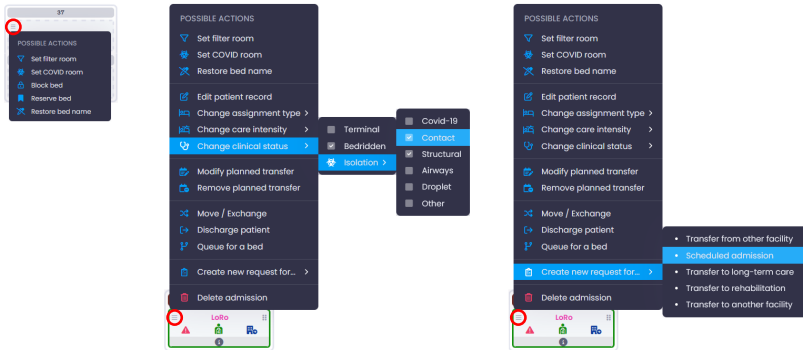 37
POSSIBLE ACTIONS
Set filter room
Set COVID room
Block bed
Reserve bed
Restore bed name
POSSIBLE ACTIONS
Set filter room
Set COVID room
Restore bed name
Edit patient record
Change assignment type >
Change care intensity >
Change clinical status >
Modify planned transfer
Remove planned transfer
Move / Exchange
Discharge patient
Queue for a bed
Create new request for... >
Delete admission
LoRo
Terminal
Bedridden
Isolation >
Covid-19
Contact
Structural
Airways
Droplet
Other
POSSIBLE ACTIONS
Set filter room
Set COVID room
Restore bed name
Edit patient record
Change assignment type >
Change care intensity >
Change clinical status >
Modify planned transfer
Remove planned transfer
Move / Exchange
Discharge patient
Queue for a bed
Create new request for... >
Delete admission
LoRo
• Transfer from other facility
• Scheduled admission
• Transfer to long-term care
• Transfer to rehabilitation
• Transfer to another facility